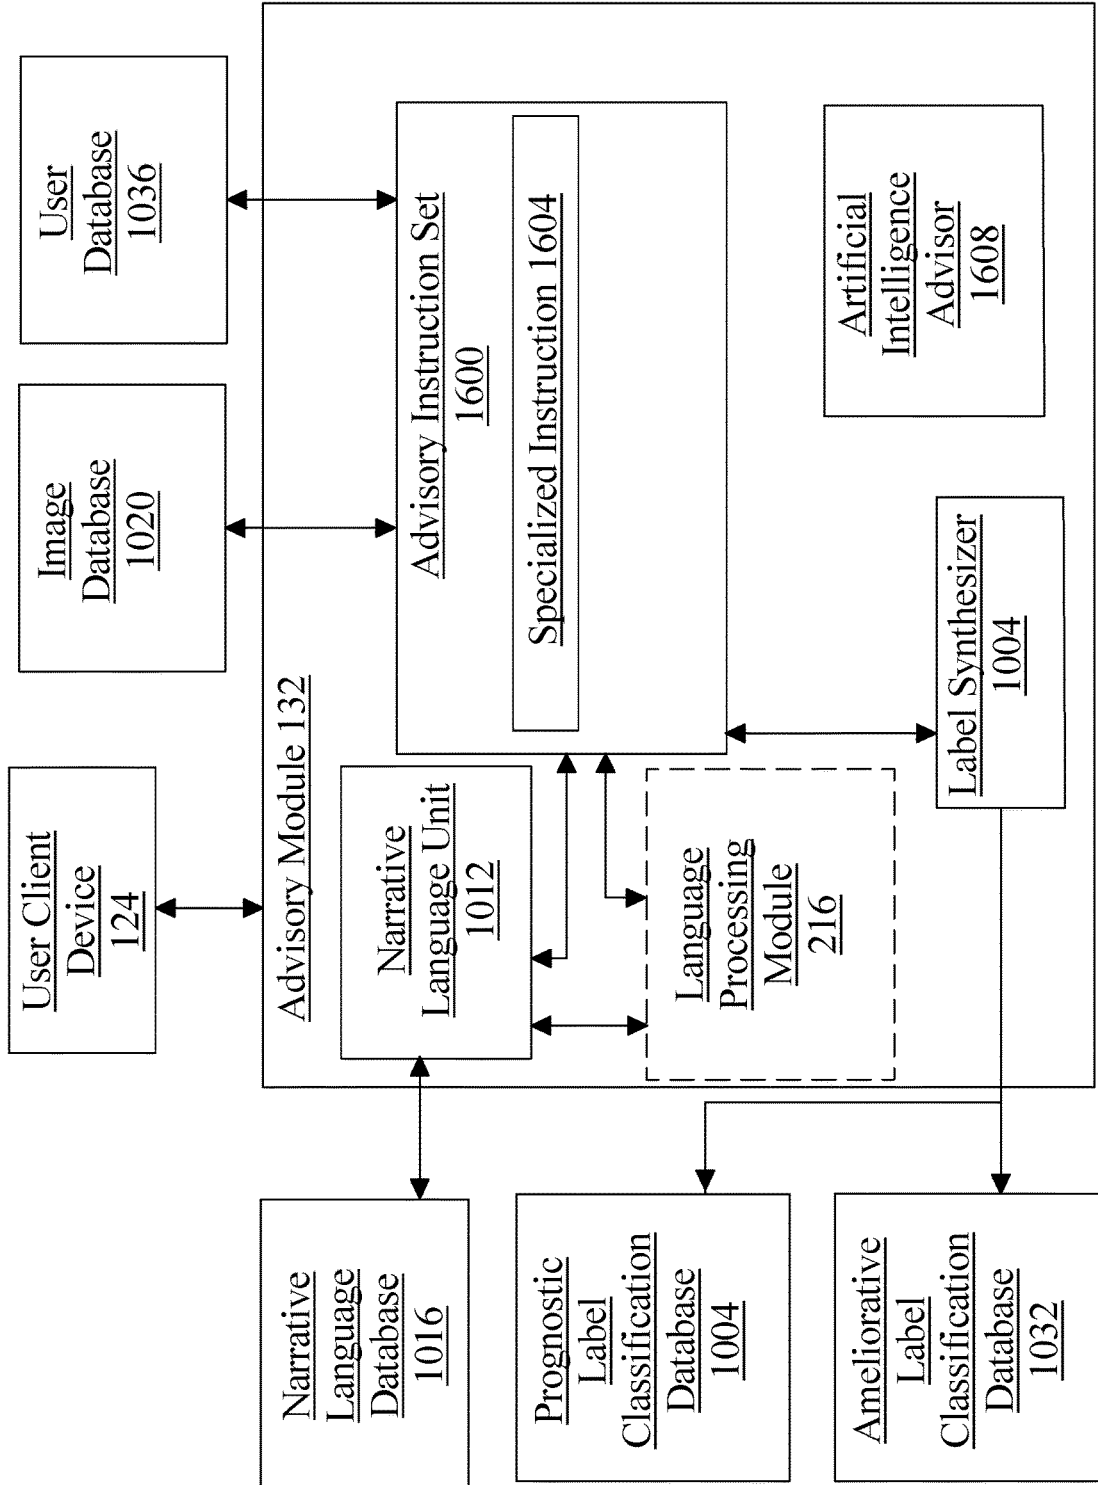 User Client
Device
124
Image
Database
1020
User
Database
1036
Narrative
Language
Database
1016
Advisory Module 132
Narrative
Language Unit
1012
Advisory Instruction Set
1600
Specialized Instruction 1604
Prognostic
Label
Classification
Database
1004
Language
Processing
Module
216
Ameliorative
Label
Classification
Database
1032
Label Synthesizer
1004
Artificial
Intelligence
Advisor
1608